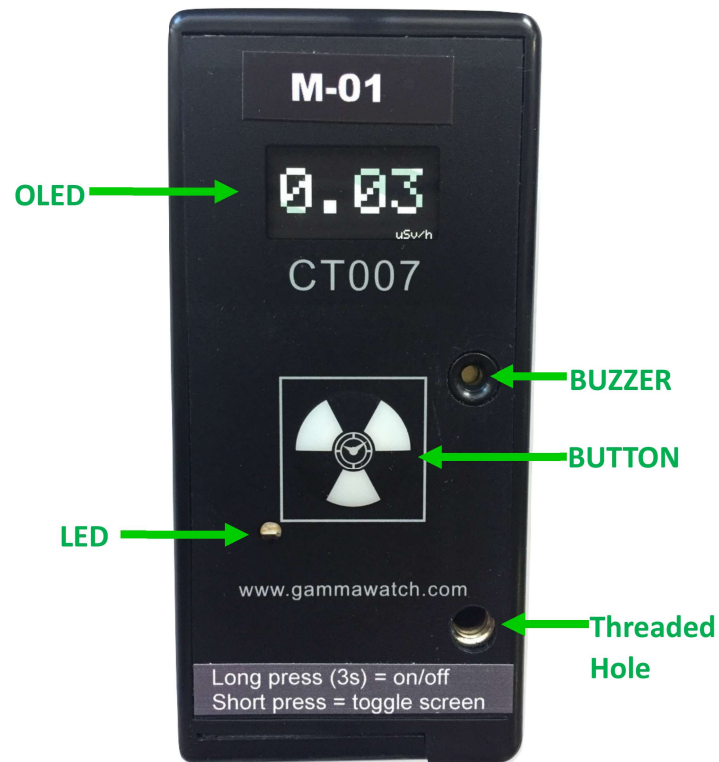 M-01
OLED
0.03
uSv/h
CT007
BUZZER
BUTTON
LED
www.gammawatch.com
Threaded
Hole
Long press (3s) = on/off
Short press = toggle screen